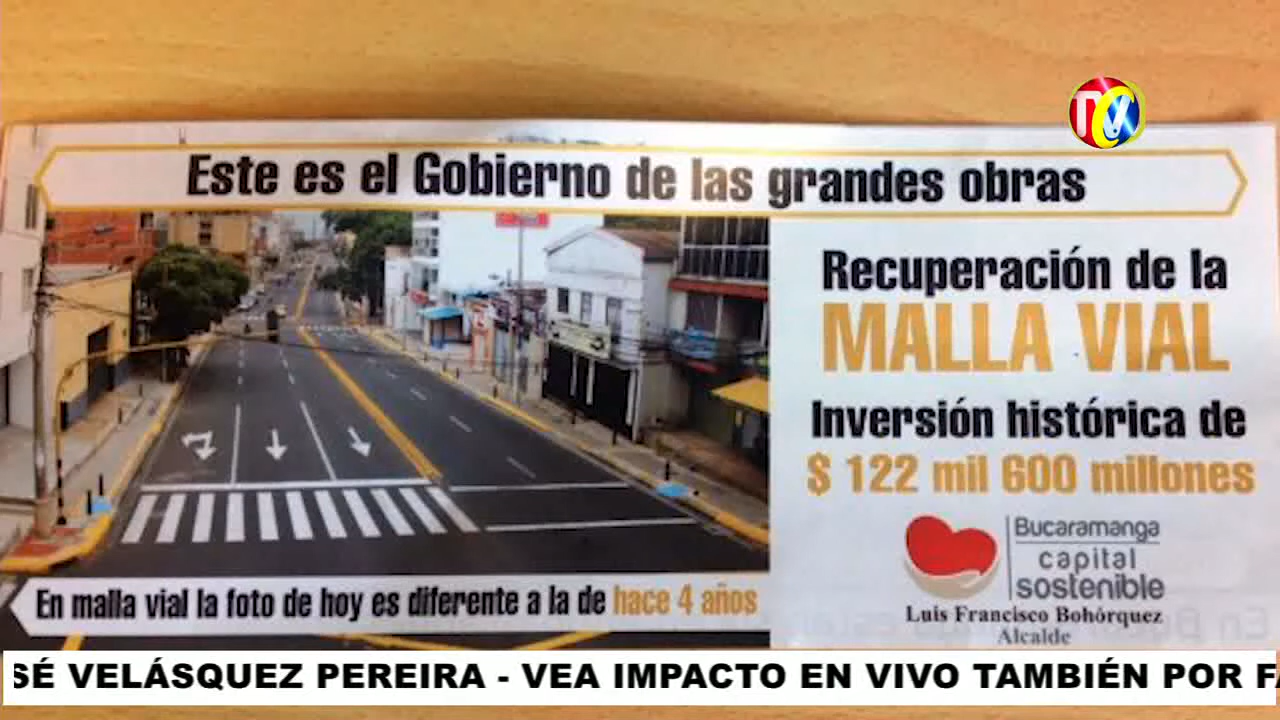 Este es el Gobierno de las grandes obras
Recuperación de la
MALLA VIAL
Inversión histórica de
$ 122 mil 600 millones
Bucaramanga
capital
sostenible
Luis Francisco Bohórquez
Alcalde
En malla vial la foto de hoy es diferente a la de hace 4 años
SÉ VELÁSQUEZ PEREIRA - VEA IMPACTO EN VIVO TAMBIÉN POR FA